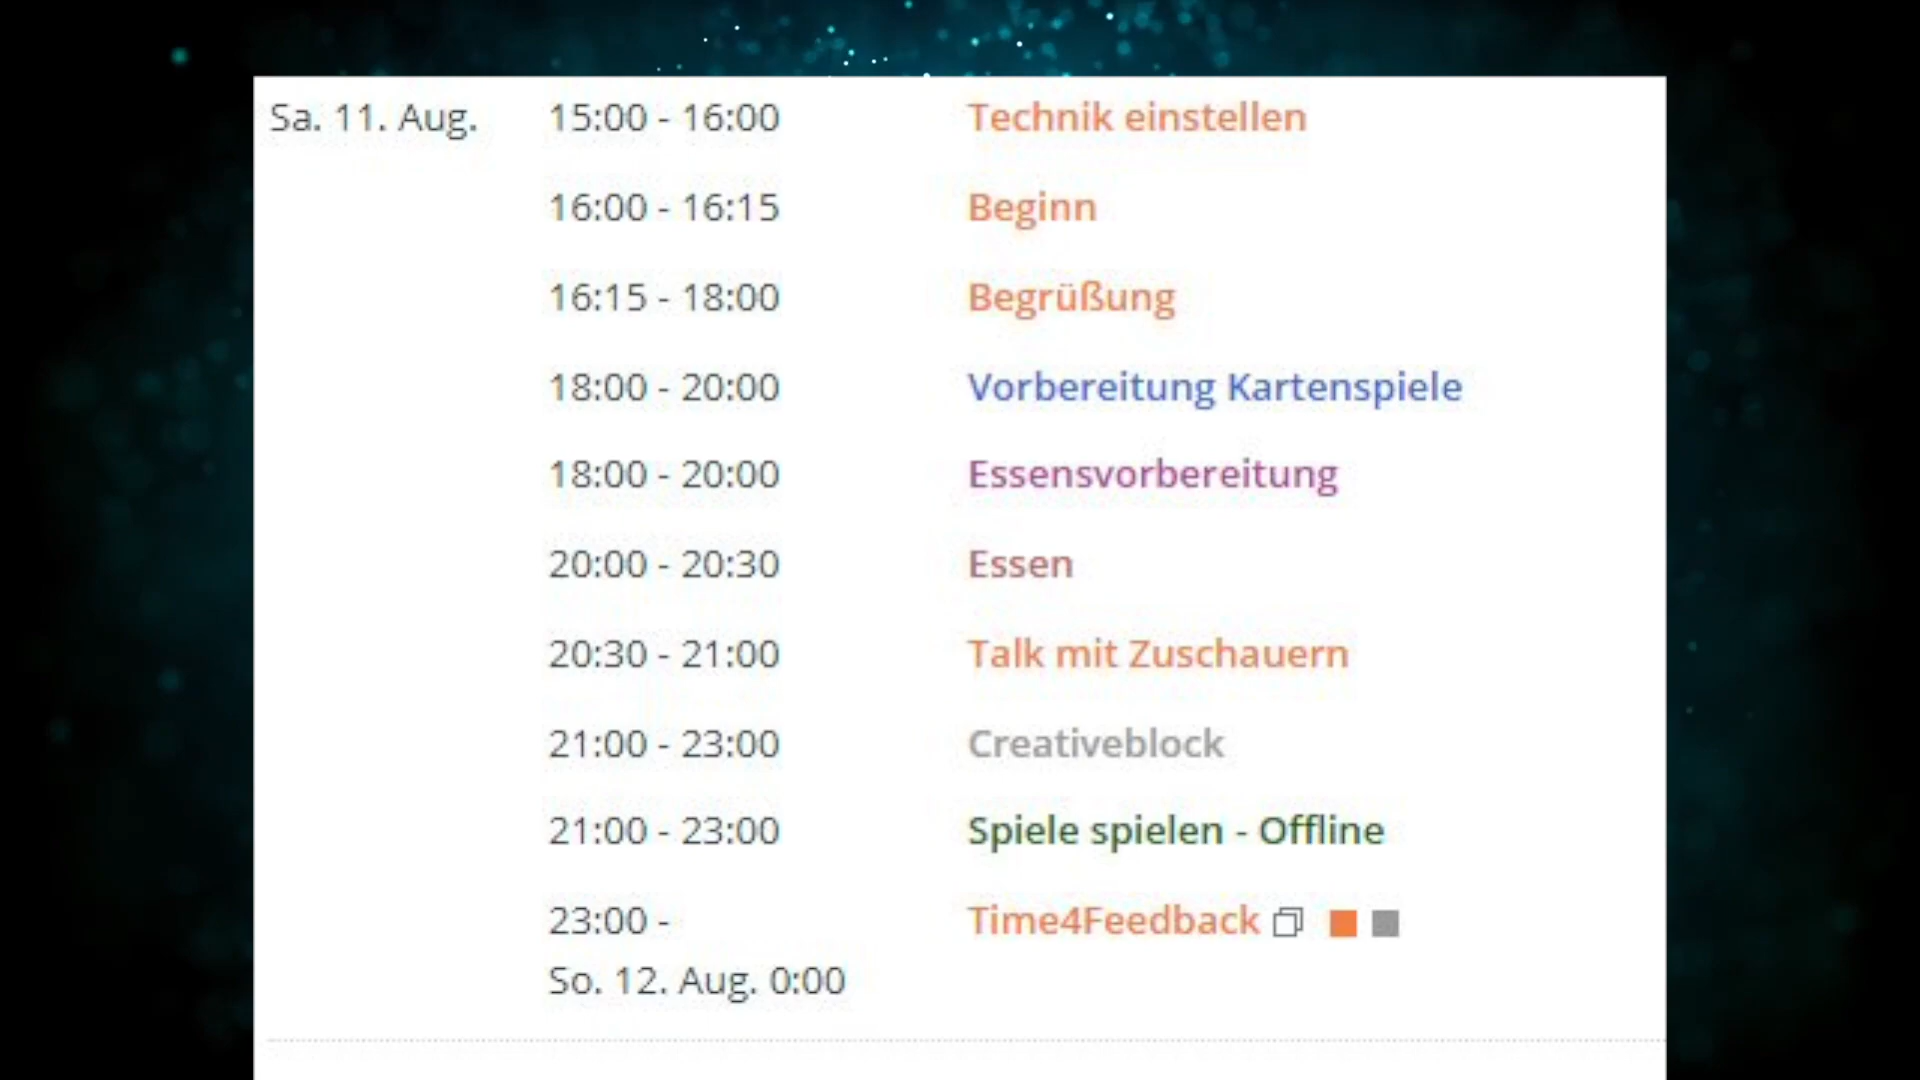 Sa. 11. Aug. 15:00 - 16:00 Technik einstellen
16:00 - 16:15 Beginn
16:15 - 18:00 Begrüßung
18:00 - 20:00 Vorbereitung Kartenspiele
18:00 - 20:00 Essensvorbereitung
20:00 - 20:30 Essen
20:30 - 21:00 Talk mit Zuschauern
21:00 - 23:00 Creativeblock
21:00 - 23:00 Spiele spielen - Offline
23:00 - Time4Feedback
So. 12. Aug. 0:00